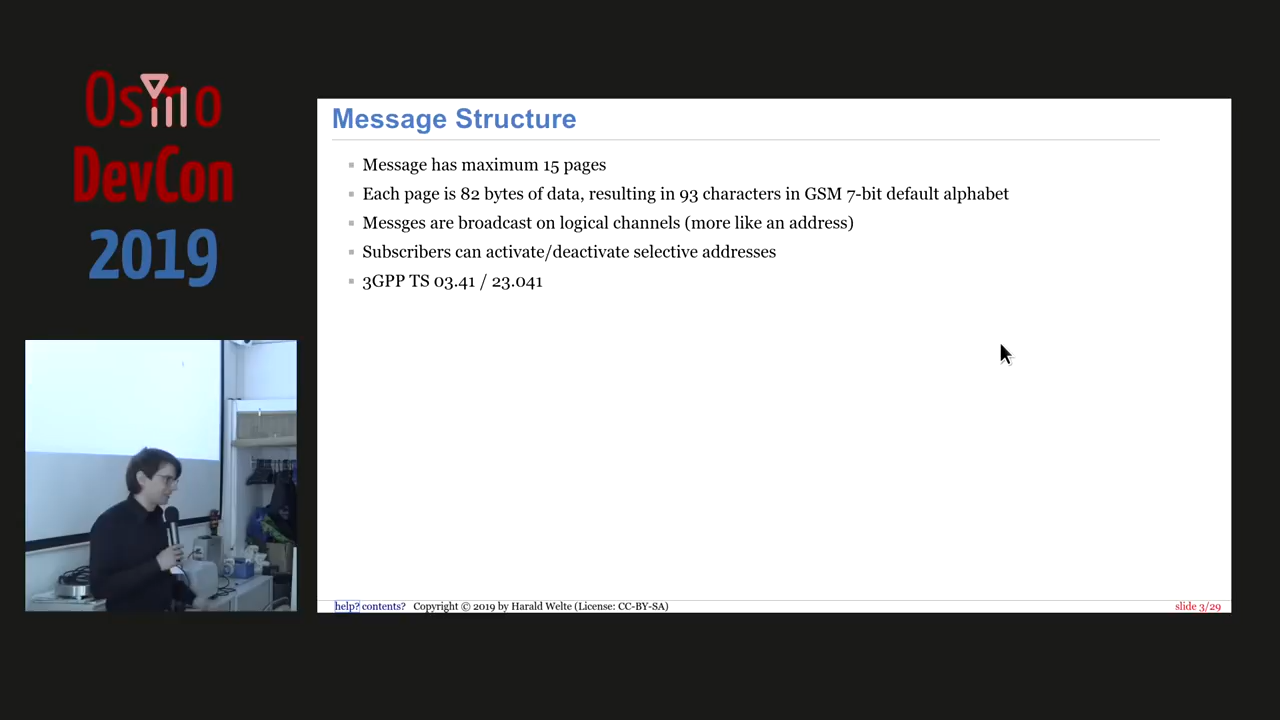 Osmo
DevCon
2019
Message Structure
Message has maximum 15 pages
Each page is 82 bytes of data, resulting in 93 characters in GSM 7-bit default alphabet
Messges are broadcast on logical channels (more like an address)
Subscribers can activate/deactivate selective addresses
3GPP TS 03.41 / 23.041
help? contents? Copyright © 2019 by Harald Welte (License: CC-BY-SA)
slide 3/29